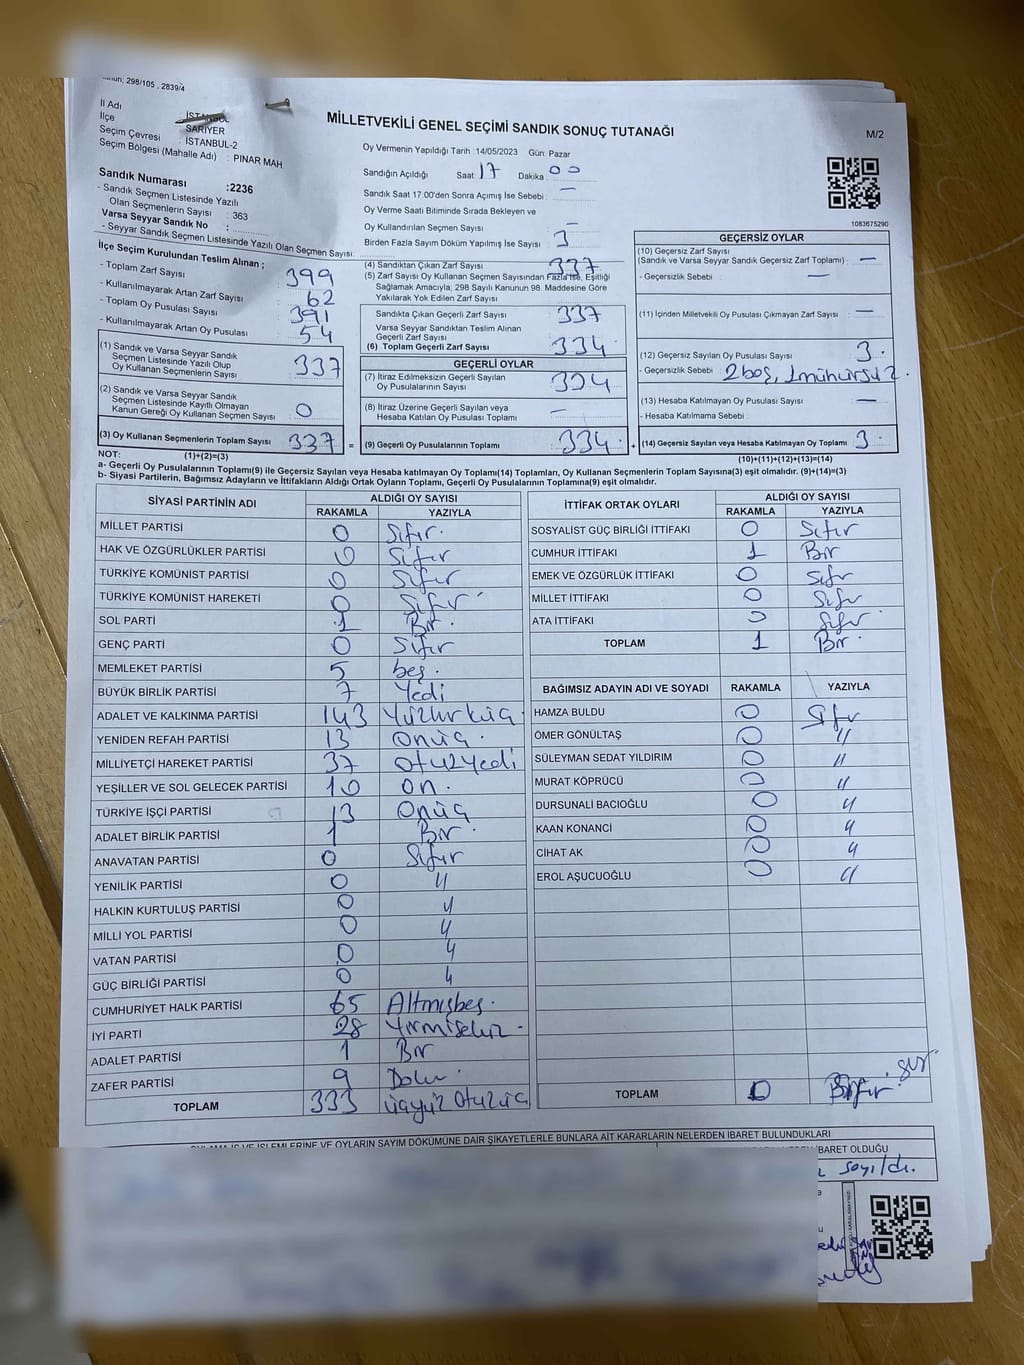 298/105 , 2839/4
MİLLETVEKİLİ GENEL SEÇİMİ SANDIK SONUÇ TUTANAĞI
M/2
İl Adı : İSTANBUL
İlçe : SARIYER
Seçim Çevresi : İSTANBUL-2
Seçim Bölgesi (Mahalle Adı) : PINAR MAH
Sandık Numarası :2236
- Sandık Seçmen Listesinde Yazılı
Olan Seçmenlerin Sayısı : 363
Varsa Seyyar Sandık No :
- Seyyar Sandık Seçmen Listesinde Yazılı Olan Seçmen Sayısı:
İlçe Seçim Kurulundan Teslim Alınan ;
- Toplam Zarf Sayısı 399
- Kullanılmayarak Artan Zarf Sayısı 62
- Toplam Oy Pusulası Sayısı 391
- Kullanılmayarak Artan Oy Pusulası 54
(1) Sandık ve Varsa Seyyar Sandık
Seçmen Listesinde Yazılı Olup
Oy Kullanan Seçmenlerin Sayısı 337
(2) Sandık ve Varsa Seyyar Sandık
Seçmen Listesinde Kayıtlı Olmayan
Kanun Gereği Oy Kullanan Seçmen Sayısı 0
(3) Oy Kullanan Seçmenlerin Toplam Sayısı 337 =
Oy Vermenin Yapıldığı Tarih :14/05/2023 Gün: Pazar
Sandığın Açıldığı Saat: 17 Dakika: 00
Sandık Saat 17:00'den Sonra Açılmış İse Sebebi : —
Oy Verme Saati Bitiminde Sırada Bekleyen ve
Oy Kullandırılan Seçmen Sayısı : —
Birden Fazla Sayım Döküm Yapılmış İse Sayısı : 3
(4) Sandıktan Çıkan Zarf Sayısı 337
(5) Zarf Sayısı Oy Kullanan Seçmen Sayısından Fazla İse, Eşitliği
Sağlamak Amacıyla, 298 Sayılı Kanunun 98. Maddesine Göre
Yakılarak Yok Edilen Zarf Sayısı
Sandıkta Çıkan Geçerli Zarf Sayısı : 337
Varsa Seyyar Sandıktan Teslim Alınan
Geçerli Zarf Sayısı :
(6) Toplam Geçerli Zarf Sayısı 334
GEÇERLİ OYLAR
(7) İtiraz Edilmeksizin Geçerli Sayılan
Oy Pusulalarının Sayısı : 334
(8) İtiraz Üzerine Geçerli Sayılan veya
Hesaba Katılan Oy Pusulası Toplamı : —
(9) Geçerli Oy Pusulalarının Toplamı : 334 +
1083675290
GEÇERSİZ OYLAR
(10) Geçersiz Zarf Sayısı
(Sandık ve Varsa Seyyar Sandık Geçersiz Zarf Toplamı) : —
- Geçersizlik Sebebi : —
(11) İçinden Milletvekili Oy Pusulası Çıkmayan Zarf Sayısı : —
(12) Geçersiz Sayılan Oy Pusulası Sayısı : 3
- Geçersizlik Sebebi : 2 boş, 1 mühürsüz
(13) Hesaba Katılmayan Oy Pusulası Sayısı : —
- Hesaba Katılmama Sebebi :
(14) Geçersiz Sayılan veya Hesaba Katılmayan Oy Toplamı : 3
NOT: (1)+(2)=(3)
(10)+(11)+(12)+(13)=(14)
a- Geçerli Oy Pusulalarının Toplamı(9) ile Geçersiz Sayılan veya Hesaba katılmayan Oy Toplamı(14) Toplamları, Oy Kullanan Seçmenlerin Toplam Sayısına(3) eşit olmalıdır. (9)+(14)=(3)
b- Siyasi Partilerin, Bağımsız Adayların ve İttifakların Aldığı Ortak Oyların Toplamı, Geçerli Oy Pusulalarının Toplamına(9) eşit olmalıdır.
SİYASİ PARTİNİN ADI ALDIĞI OY SAYISI
RAKAMLA YAZIYLA
MİLLET PARTİSİ 0 Sıfır
HAK VE ÖZGÜRLÜKLER PARTİSİ 0 Sıfır
TÜRKİYE KOMÜNİST PARTİSİ 0 Sıfır
TÜRKİYE KOMÜNİST HAREKETİ 0 Sıfır
SOL PARTİ 1 Bir
GENÇ PARTİ 0 Sıfır
MEMLEKET PARTİSİ 5 beş
BÜYÜK BİRLİK PARTİSİ 7 Yedi
ADALET VE KALKINMA PARTİSİ 143 Yüzkırküç
YENİDEN REFAH PARTİSİ 13 Onüç
MİLLİYETÇİ HAREKET PARTİSİ 37 Otuzyedi
YEŞİLLER VE SOL GELECEK PARTİSİ 10 On
TÜRKİYE İŞÇİ PARTİSİ 13 Onüç
ADALET BİRLİK PARTİSİ 1 Bir
ANAVATAN PARTİSİ 0 Sıfır
YENİLİK PARTİSİ 0 "
HALKIN KURTULUŞ PARTİSİ 0 "
MİLLİ YOL PARTİSİ 0 "
VATAN PARTİSİ 0 "
GÜÇ BİRLİĞİ PARTİSİ 0 "
CUMHURİYET HALK PARTİSİ 65 Altmışbeş
İYİ PARTİ 28 Yirmisekiz
ADALET PARTİSİ 1 Bir
ZAFER PARTİSİ 9 Dokuz
TOPLAM 333 üçyüz otuzüç
İTTİFAK ORTAK OYLARI ALDIĞI OY SAYISI
RAKAMLA YAZIYLA
SOSYALİST GÜÇ BİRLİĞİ İTTİFAKI 0 Sıfır
CUMHUR İTTİFAKI 1 Bir
EMEK VE ÖZGÜRLÜK İTTİFAKI 0 Sıfır
MİLLET İTTİFAKI 0 Sıfır
ATA İTTİFAKI 0 Sıfır
TOPLAM 1 Bir
BAĞIMSIZ ADAYIN ADI VE SOYADI RAKAMLA YAZIYLA
HAMZA BULDU 0 Sıfır
ÖMER GÖNÜLTAŞ 0 "
SÜLEYMAN SEDAT YILDIRIM 0 "
MURAT KÖPRÜCÜ 0 "
DURSUNALİ BACIOĞLU 0 "
KAAN KONANCİ 0 "
CİHAT AK 0 "
EROL AŞUCUOĞLU 0 "
TOPLAM 0 Sıfır
İŞLEMLERİNE VE OYLARIN SAYIM DÖKÜMÜNE DAİR ŞİKAYETLERLE BUNLARA AİT KARARLARIN NELERDEN İBARET BULUNDUKLARI
İBARET OLDUĞU
sayıldı.